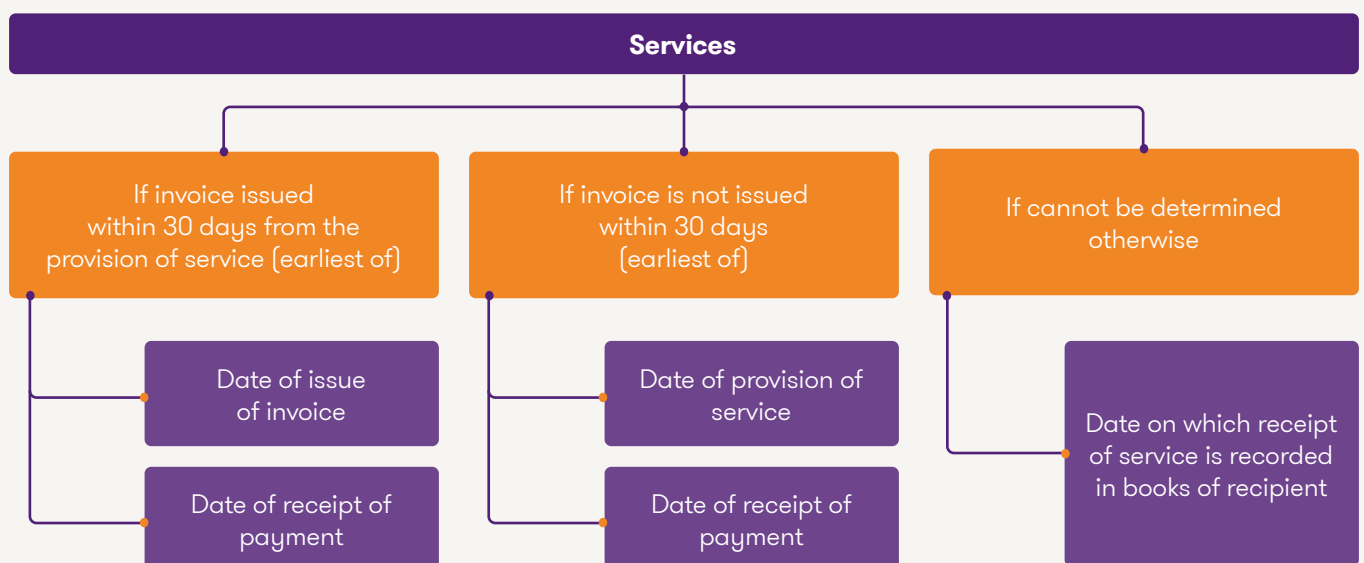 Services
If invoice issued
within 30 days from the
provision of service (earliest of)
Date of issue
of invoice
Date of receipt of
payment
If invoice is not issued
within 30 days
(earliest of)
Date of provision of
service
Date of receipt of
payment
If cannot be determined
otherwise
Date on which receipt
of service is recorded
in books of recipient